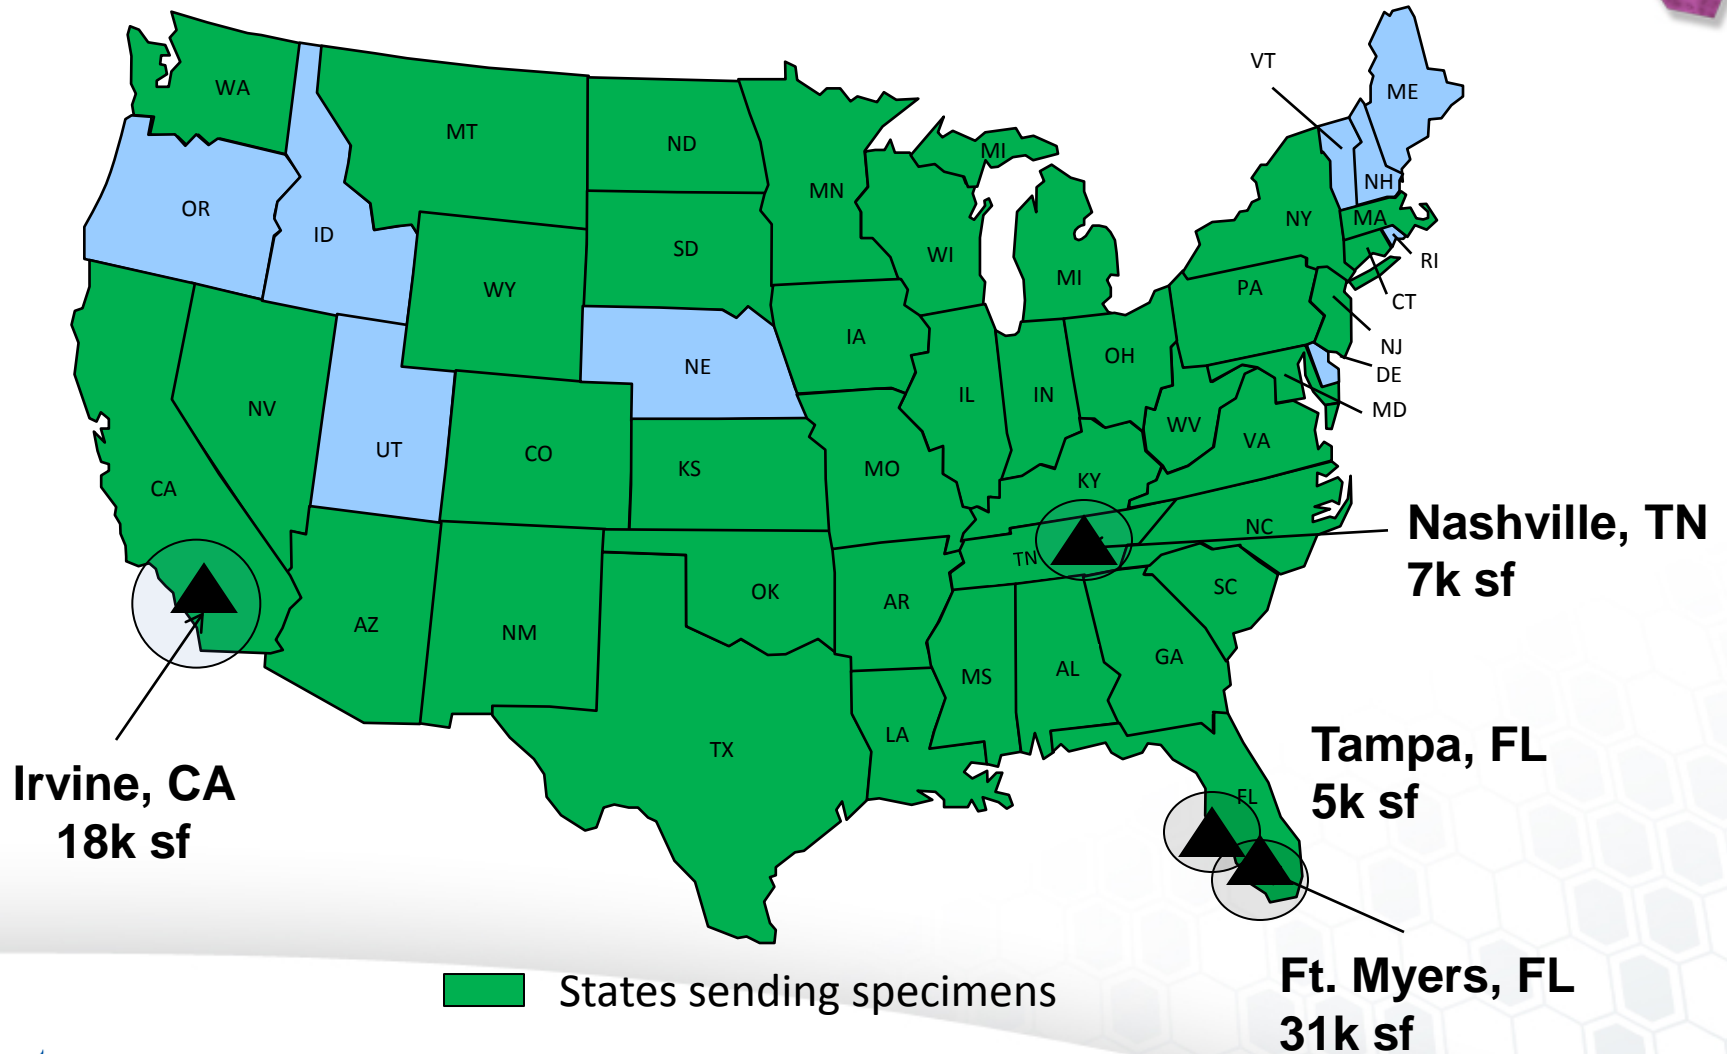 VT
ME
WA
MT
ND
MI
MN
OR
ID
NH
NY
MA
SD
WI
MI
RI
WY
PA
CT
IA
NJ
OH
NE
DE
NV
IL
IN
MD
WV
VA
UT
CO
KS
MO
KY
CA
NC
Nashville, TN
7k sf
TN
OK
AR
SC
AZ
NM
GA
MS
AL
LA
TX
Tampa, FL
5k sf
FL
Irvine, CA
18k sf
Ft. Myers, FL
31k sf
States sending specimens